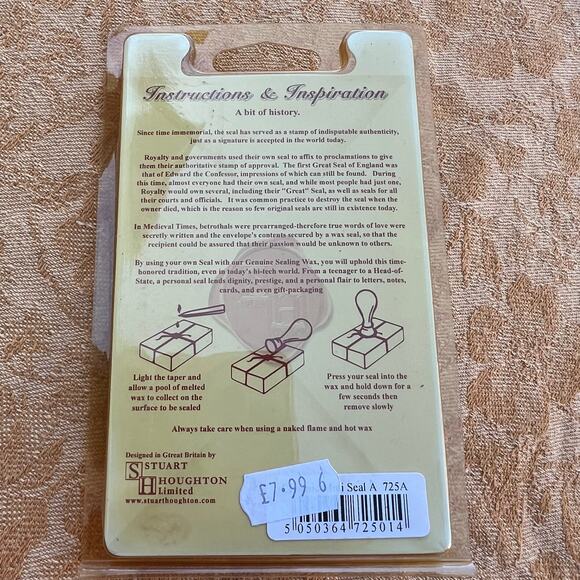 Instructions & Inspiration
A bit of history.
Since time immemorial, the seal has served as a stamp of indisputable authenticity,
just as a signature is accepted in the world today.
Royalty and governments used their own seal to affix to proclamations to give
them their authoritative stamp of approval. The first Great Seal of England was
that of Edward the Confessor, impressions of which can still be found. During
this time, almost everyone had their own seal, and while most people had just one,
Royalty would own several, including their "Great" Seal, as well as seals for all
their courts and officials. It was common practice to destroy the seal when the
owner died, which is the reason so few original seals are still in existence today.
In Medieval Times, betrothals were prearranged-therefore true words of love were
secretly written and the envelope's contents secured by a wax seal, so that the
recipient could be assured that their passion would be unknown to others.
By using your own Seal with our Genuine Sealing Wax, you will uphold this time-
honored tradition, even in today's hi-tech world. From a teenager to a Head-of-
State, a personal seal lends dignity, prestige, and a personal flair to letters, notes,
cards, and even gift-packaging
Light the taper and
allow a pool of melted
wax to collect on the
surface to be sealed
Press your seal into the
wax and hold down for a
few seconds then
remove slowly
Always take care when using a naked flame and hot wax
Designed in Gtreat Britain by
STUART
HOUGHTON
Limited
www.stuarthoughton.com
£7.99 6
i Seal A 725A
5 050364 725014